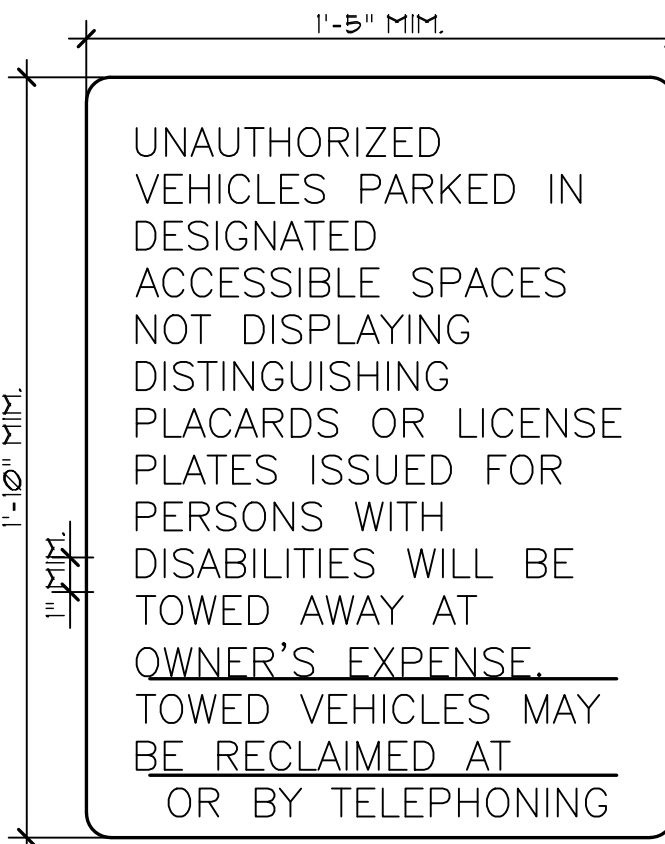 1'-5" MIM.
1'-10" MIM.
1" MIM.
UNAUTHORIZED
VEHICLES PARKED IN
DESIGNATED
ACCESSIBLE SPACES
NOT DISPLAYING
DISTINGUISHING
PLACARDS OR LICENSE
PLATES ISSUED FOR
PERSONS WITH
DISABILITIES WILL BE
TOWED AWAY AT
OWNER'S EXPENSE.
TOWED VEHICLES MAY
BE RECLAIMED AT
OR BY TELEPHONING